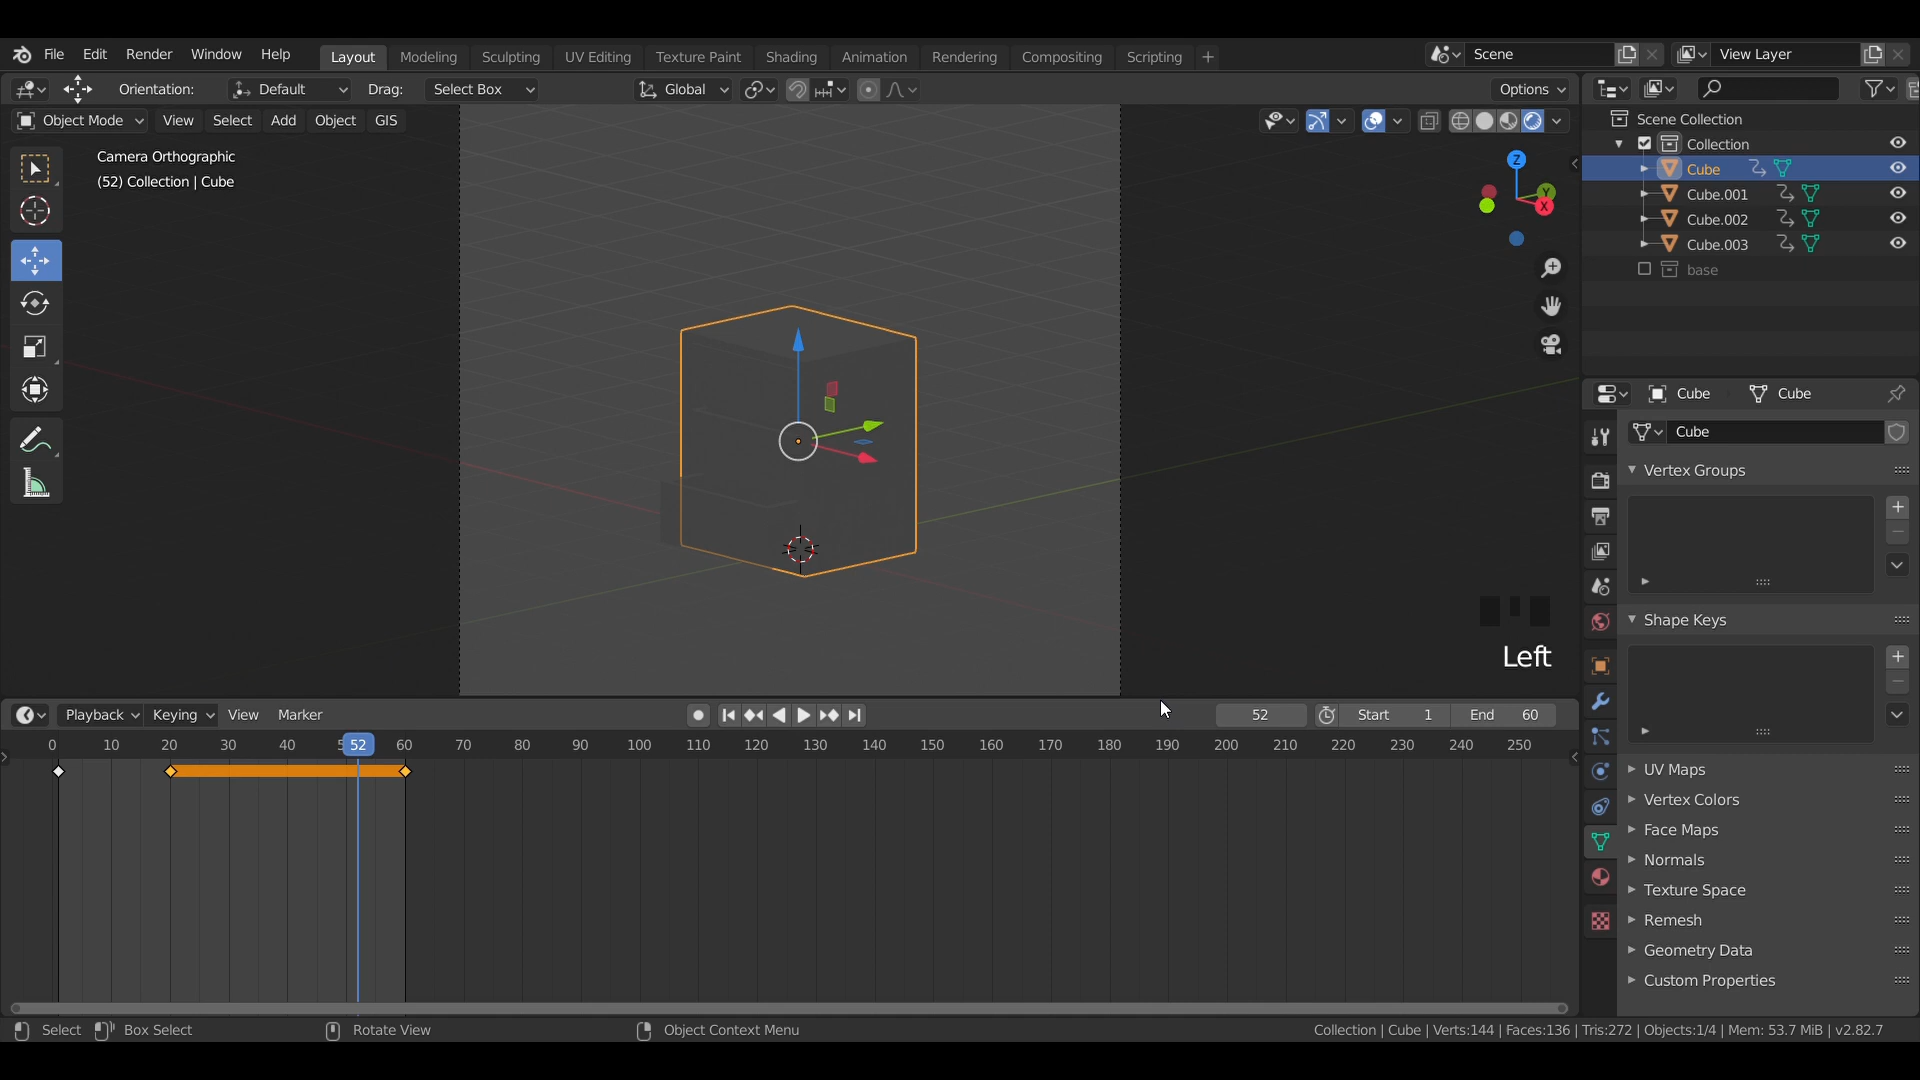 File Edit Render Window Help Layout Modeling Sculpting UV Editing Texture Paint Shading Animation Rendering Compositing Scripting + Scene View Layer
Orientation: Default Drag: Select Box Global Options
Object Mode View Select Add Object GIS
Camera Orthographic
(52) Collection | Cube
Z
Y
X
Left
Scene Collection
Collection
Cube
Cube.001
Cube.002
Cube.003
base
Cube Cube
Cube
Vertex Groups
Shape Keys
UV Maps
Vertex Colors
Face Maps
Normals
Texture Space
Remesh
Geometry Data
Custom Properties
Playback Keying View Marker 52 Start 1 End 60
0 10 20 30 40 52 60 70 80 90 100 110 120 130 140 150 160 170 180 190 200 210 220 230 240 250
Select Box Select Rotate View Object Context Menu Collection | Cube | Verts:144 | Faces:136 | Tris:272 | Objects:1/4 | Mem: 53.7 MiB | v2.82.7